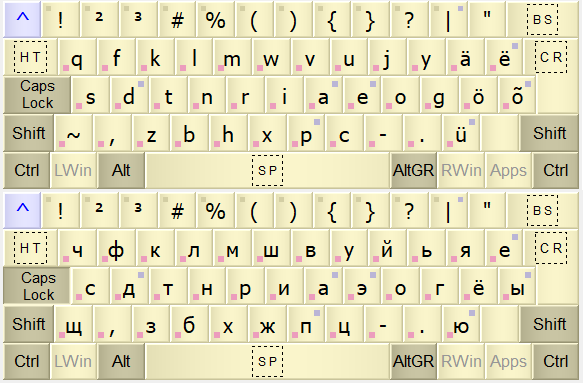 ^ ! ² ³ # % ( ) { } ? | " BS
HT q f k l m w v u j y ä ë CR
Caps Lock s d t n r i a e o g ö õ
Shift ~ , z b h x p c - . ü Shift
Ctrl LWin Alt SP AltGR RWin Apps Ctrl
^ ! ² ³ # % ( ) { } ? | " BS
HT ч ф к л м ш в у й ь я е CR
Caps Lock с д т н р и а э о г ё ы
Shift щ , з б х ж п ц - . ю Shift
Ctrl LWin Alt SP AltGR RWin Apps Ctrl